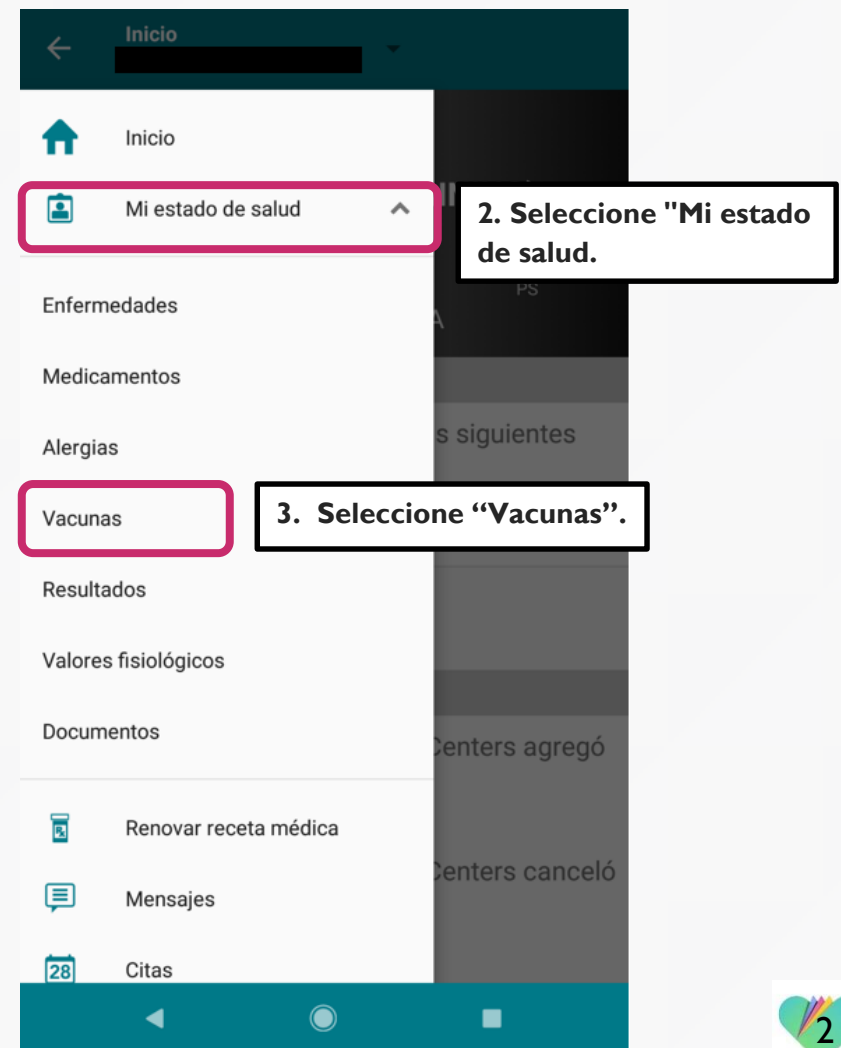 Inicio
Inicio
Mi estado de salud
2. Seleccione "Mi estado
de salud.
PS
A
Enfermedades
Medicamentos
s siguientes
Alergias
Vacunas
3. Seleccione “Vacunas”.
Resultados
Valores fisiológicos
Documentos
Centers agregó
Renovar receta médica
Centers canceló
Mensajes
28
Citas
2